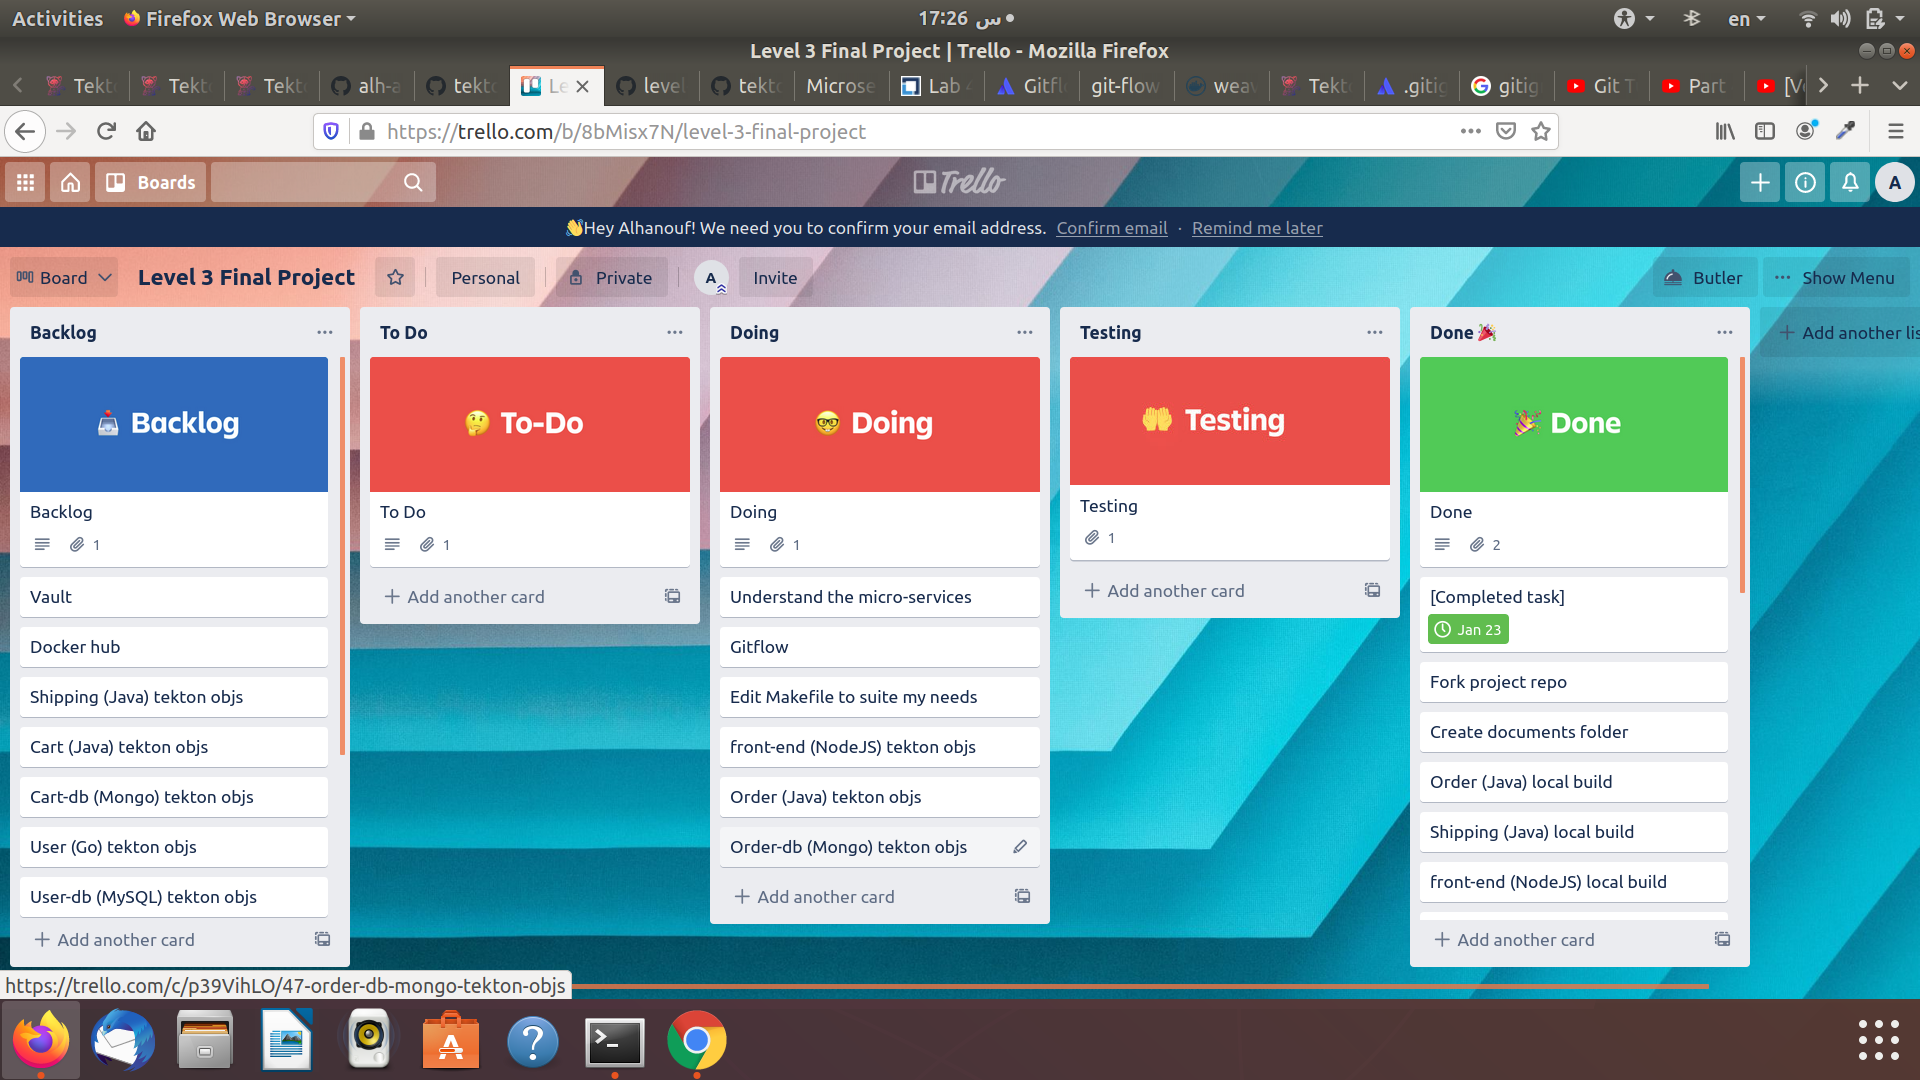 Activities
Firefox Web Browser
17:26 س
en
Level 3 Final Project | Trello - Mozilla Firefox
Tekto
Tekto
Tekto
alh-a
tekto
Le
level
tekto
Microso
Lab 4
Gitfl
git-flow
weav
Tekto
.gitig
gitig
Git T
Part
[V
https://trello.com/b/8bMisx7N/level-3-final-project
Boards
Trello
A
👋Hey Alhanouf! We need you to confirm your email address. Confirm email · Remind me later
Board
Level 3 Final Project
Personal
Private
A
Invite
Butler
Show Menu
Backlog
📥 Backlog
Backlog
1
Vault
Docker hub
Shipping (Java) tekton objs
Cart (Java) tekton objs
Cart-db (Mongo) tekton objs
User (Go) tekton objs
User-db (MySQL) tekton objs
+ Add another card
To Do
🤔 To-Do
To Do
1
+ Add another card
Doing
🤓 Doing
Doing
1
Understand the micro-services
Gitflow
Edit Makefile to suite my needs
front-end (NodeJS) tekton objs
Order (Java) tekton objs
Order-db (Mongo) tekton objs
+ Add another card
Testing
🤲 Testing
Testing
1
+ Add another card
Done 🎉
🎉 Done
Done
2
[Completed task]
Jan 23
Fork project repo
Create documents folder
Order (Java) local build
Shipping (Java) local build
front-end (NodeJS) local build
+ Add another card
+ Add another lis
https://trello.com/c/p39VihLO/47-order-db-mongo-tekton-objs